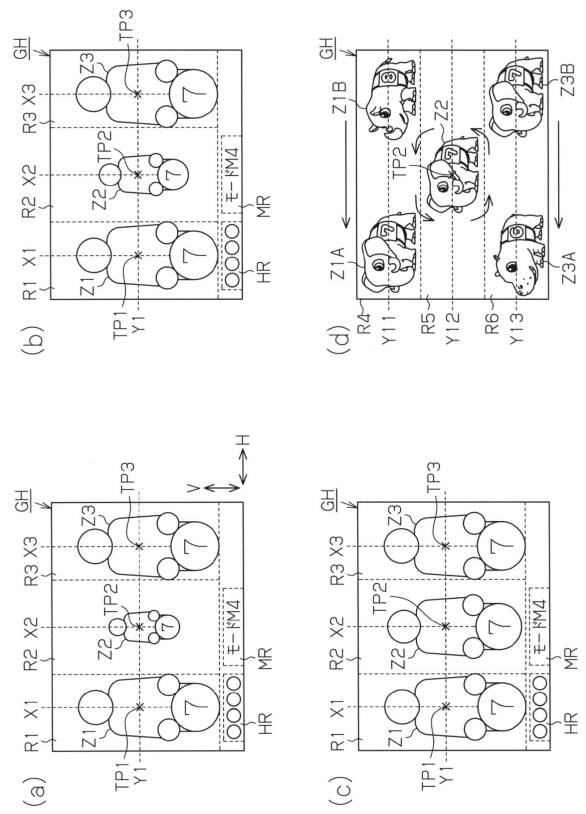 (a)
R1 X1 R2 X2 R3 X3 GH
Z1 Z2 TP2 Z3
TP1 TP3
Y1
7 7 7
モードM4
HR MR
V
H
(b)
R1 X1 R2 X2 R3 X3 GH
Z1 Z2 TP2 Z3
TP1 TP3
Y1
7 7 7
モードM4
HR MR
(c)
R1 X1 R2 X2 R3 X3 GH
Z1 Z2 TP2 Z3
TP1 TP3
Y1
7 7 7
モードM4
HR MR
(d)
Z1A TP2 Z2 Z1B GH
R4
Y11
7 8
R5
Y12
7
R6
Y13
6 7
Z3A Z3B